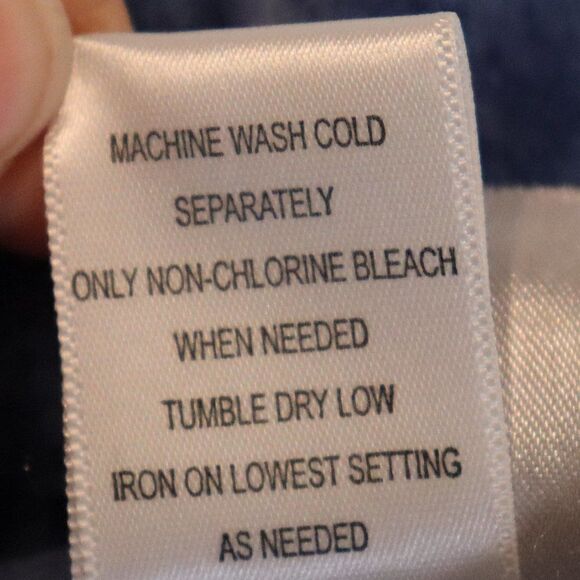 MACHINE WASH COLD
SEPARATELY
ONLY NON-CHLORINE BLEACH
WHEN NEEDED
TUMBLE DRY LOW
IRON ON LOWEST SETTING
AS NEEDED